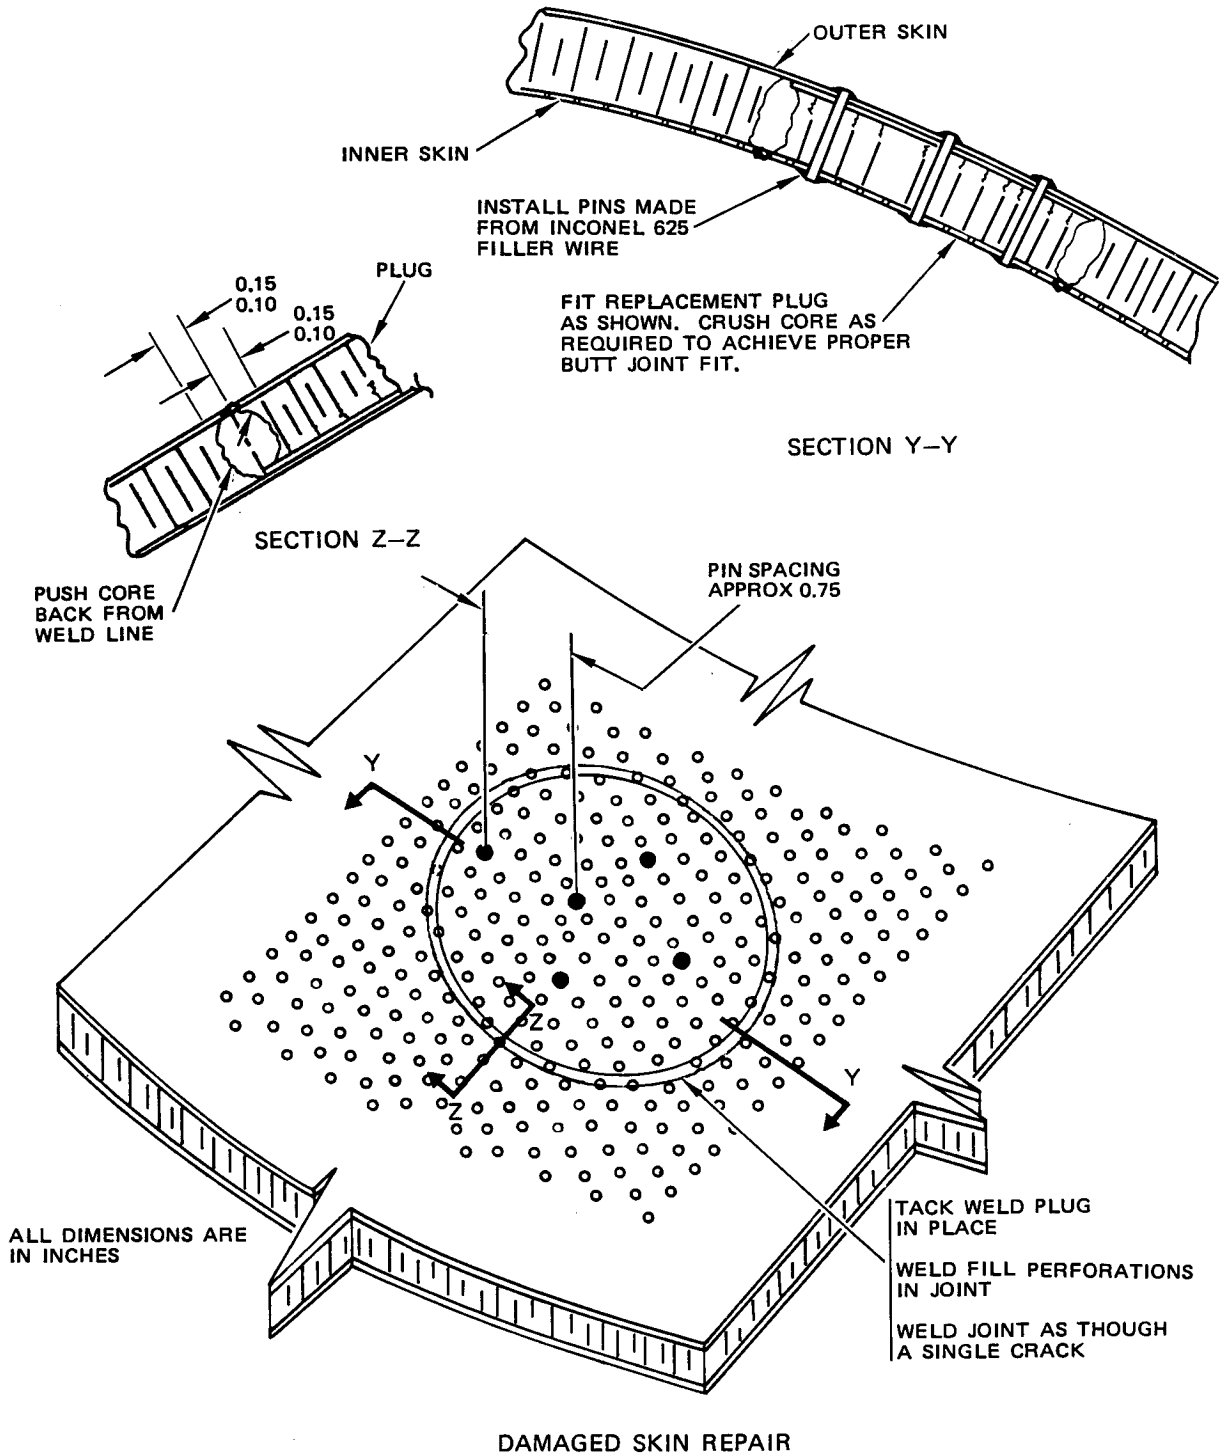 OUTER SKIN
INNER SKIN
INSTALL PINS MADE
FROM INCONEL 625
FILLER WIRE
FIT REPLACEMENT PLUG
AS SHOWN. CRUSH CORE AS
REQUIRED TO ACHIEVE PROPER
BUTT JOINT FIT.
SECTION Y–Y
PLUG
0.15
0.10
0.15
0.10
PUSH CORE
BACK FROM
WELD LINE
SECTION Z–Z
PIN SPACING
APPROX 0.75
Y
Z
Z
Y
ALL DIMENSIONS ARE
IN INCHES
TACK WELD PLUG
IN PLACE
WELD FILL PERFORATIONS
IN JOINT
WELD JOINT AS THOUGH
A SINGLE CRACK
DAMAGED SKIN REPAIR